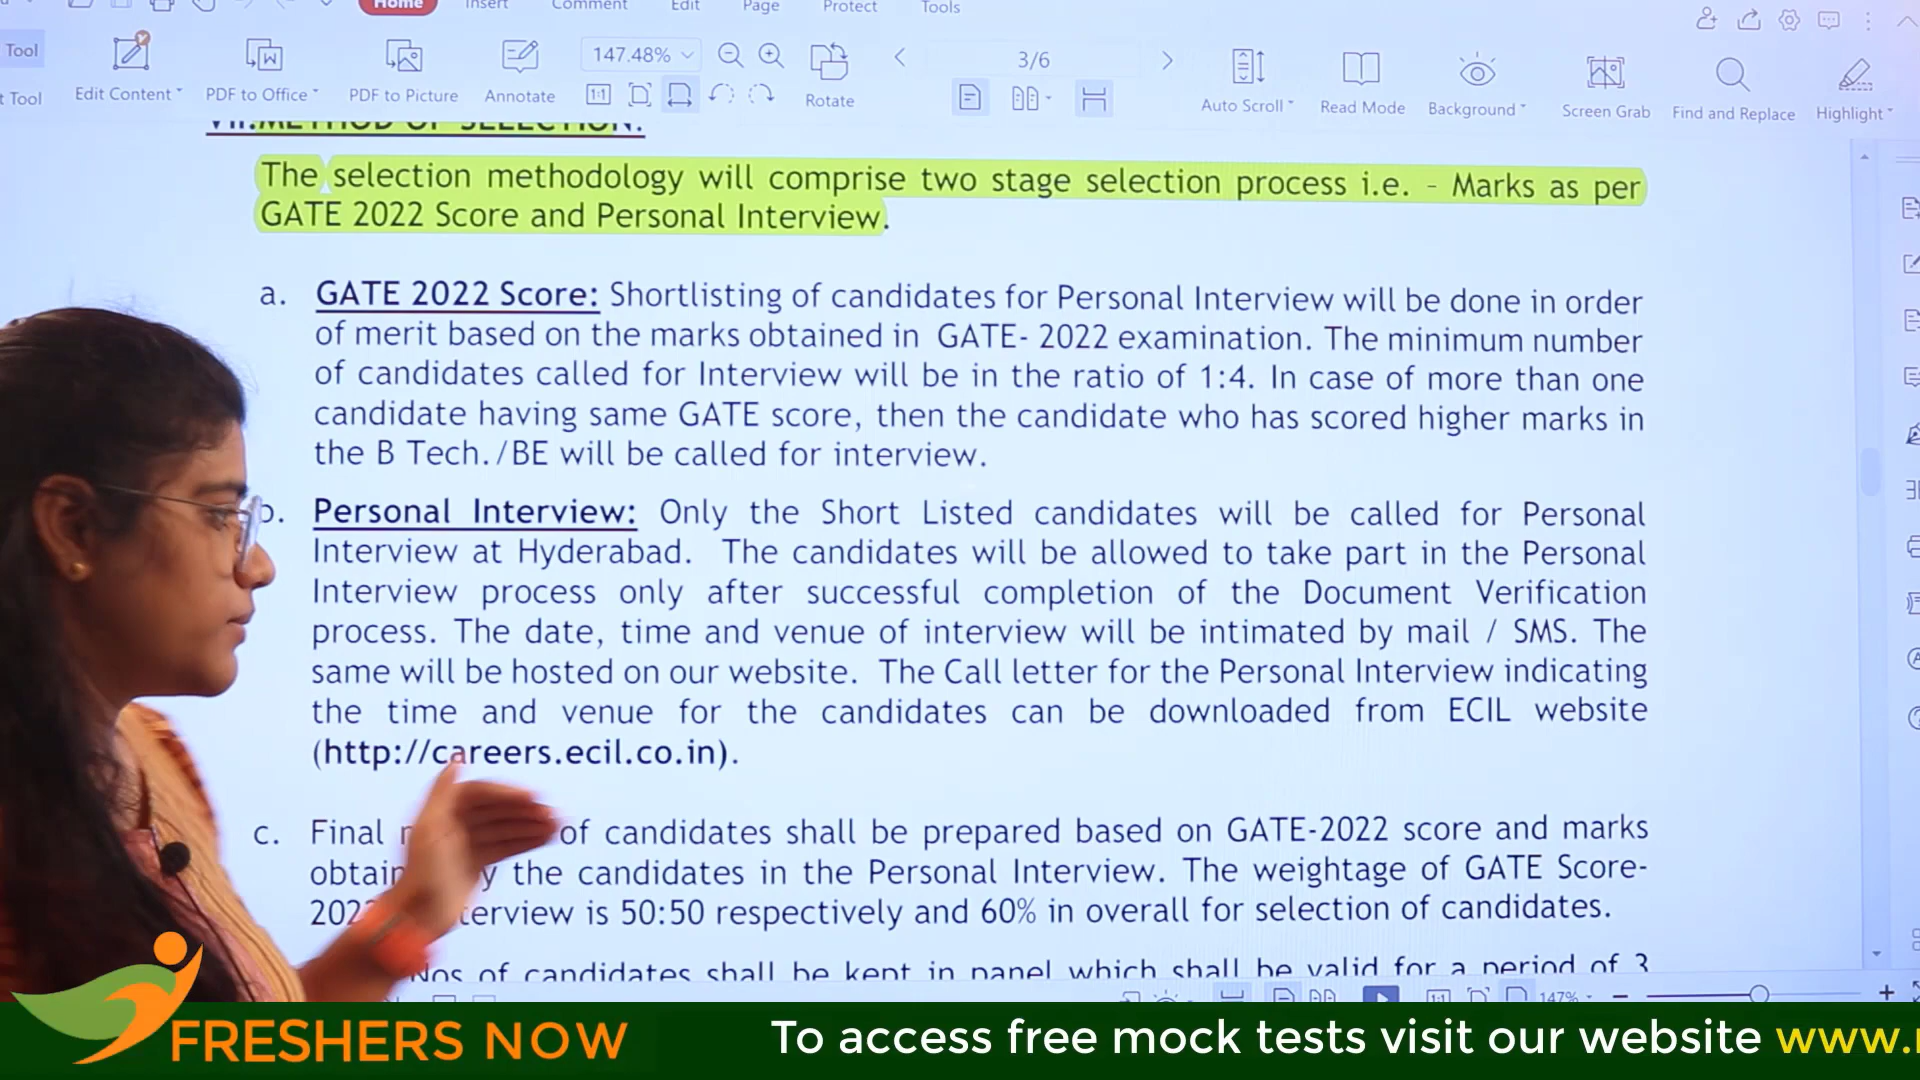 Home Insert Comment Edit Page Protect Tools
Tool
147.48%
3/6
t Tool Edit Content PDF to Office PDF to Picture Annotate Rotate Auto Scroll Read Mode Background Screen Grab Find and Replace Highlight
VII.METHOD OF SELECTION:
The selection methodology will comprise two stage selection process i.e. - Marks as per
GATE 2022 Score and Personal Interview.
a. GATE 2022 Score: Shortlisting of candidates for Personal Interview will be done in order
of merit based on the marks obtained in GATE- 2022 examination. The minimum number
of candidates called for Interview will be in the ratio of 1:4. In case of more than one
candidate having same GATE score, then the candidate who has scored higher marks in
the B Tech./BE will be called for interview.
b. Personal Interview: Only the Short Listed candidates will be called for Personal
Interview at Hyderabad. The candidates will be allowed to take part in the Personal
Interview process only after successful completion of the Document Verification
process. The date, time and venue of interview will be intimated by mail / SMS. The
same will be hosted on our website. The Call letter for the Personal Interview indicating
the time and venue for the candidates can be downloaded from ECIL website
(http://careers.ecil.co.in).
c. Final of candidates shall be prepared based on GATE-2022 score and marks
the candidates in the Personal Interview. The weightage of GATE Score-
is 50:50 respectively and 60% in overall for selection of candidates.
Nos of candidates shall be kept in panel which shall be valid for a period of 3
147%
FRESHERS NOW
To access free mock tests visit our website www.